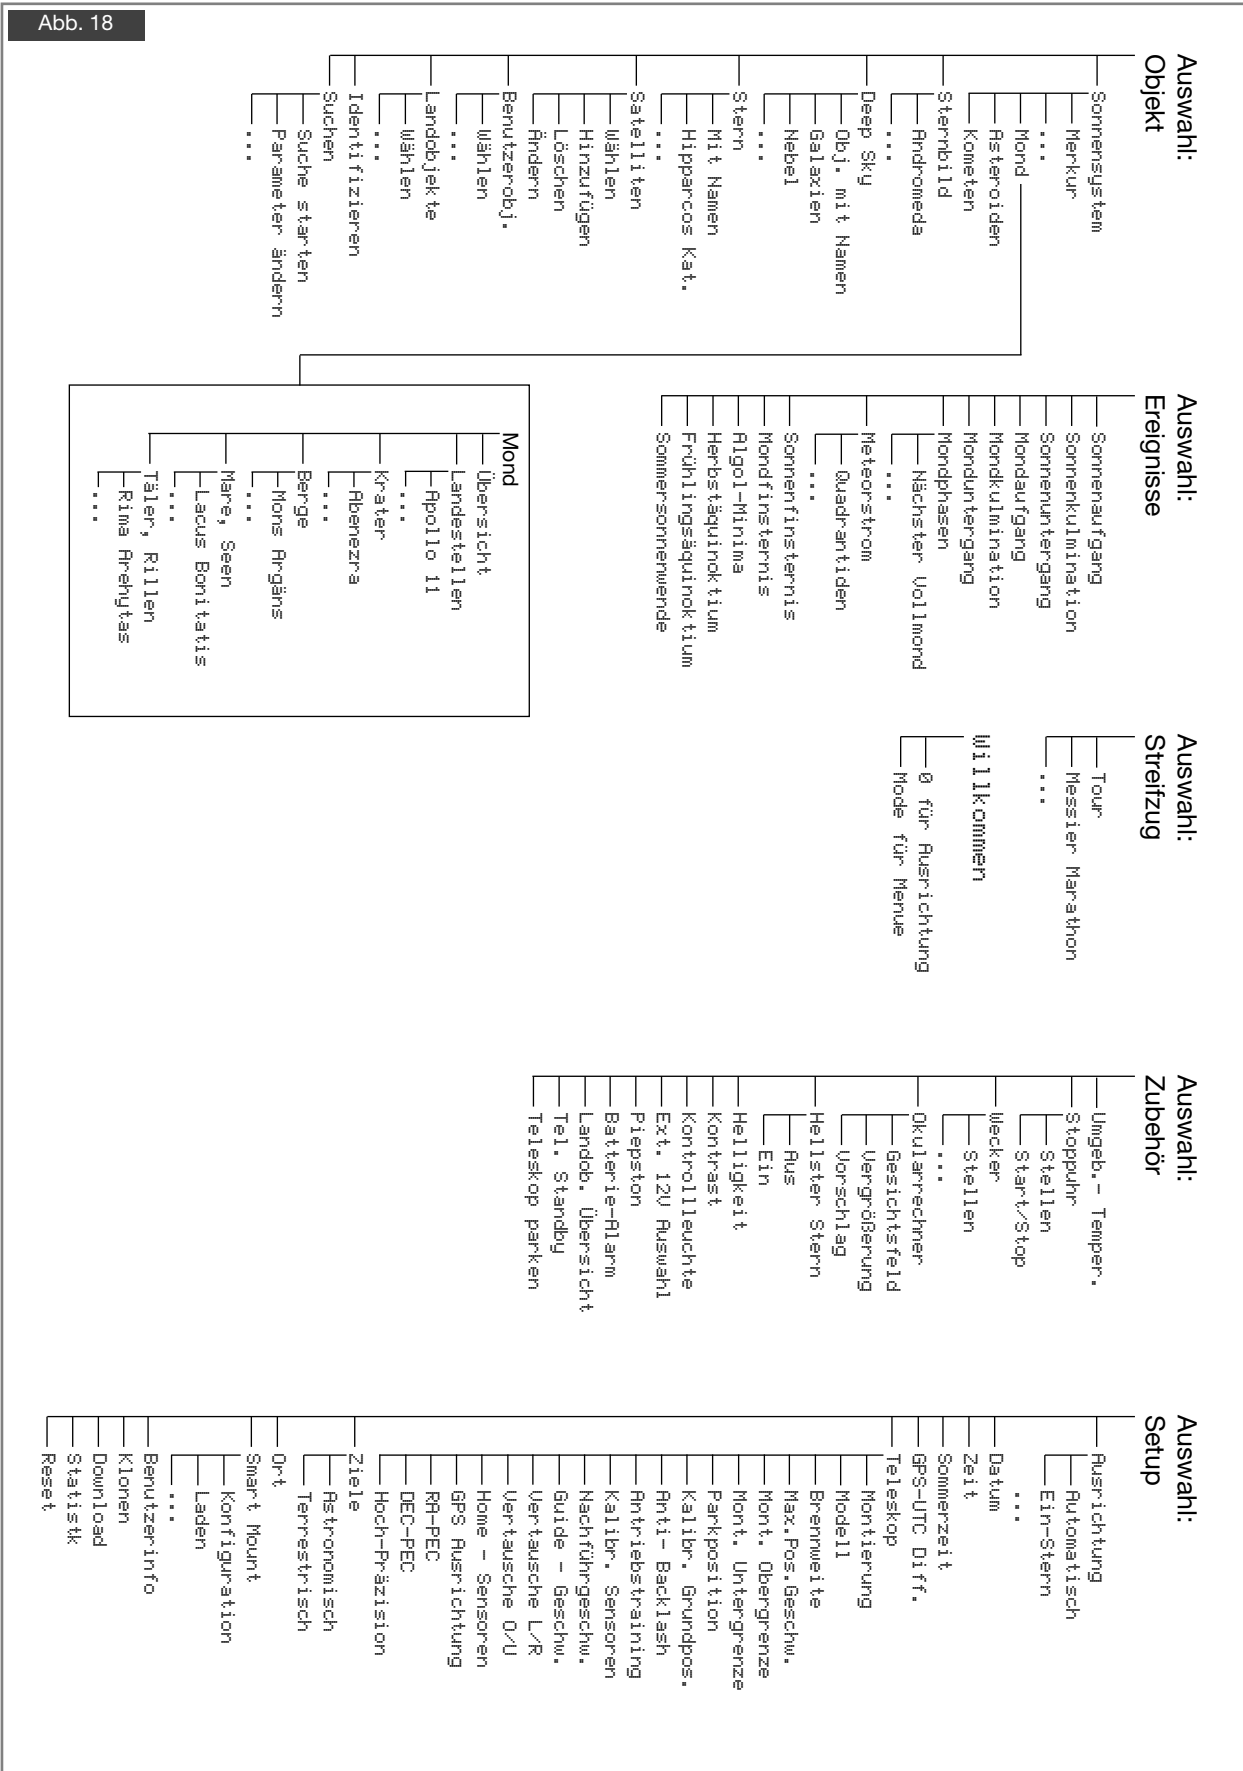 Abb. 18
Auswahl:
Objekt
Sonnensystem
Merkur
...
Mond
Asteroiden
Kometen
Sternbild
Andromeda
...
Deep Sky
Obj. mit Namen
Galaxien
Nebel
...
Stern
Mit Namen
Hipparcos Kat.
...
Satelliten
Wählen
Hinzufügen
Löschen
Ändern
Benutzerobj.
Wählen
...
Landobjekte
Wählen
...
Identifizieren
Suchen
Suche starten
Parameter ändern
...
Auswahl:
Ereignisse
Sonnenaufgang
Sonnenkulmination
Sonnenuntergang
Mondaufgang
Mondkulmination
Monduntergang
Mondphasen
Nächster Vollmond
...
Meteorstrom
Quadrantiden
...
Sonnenfinsternis
Mondfinsternis
Algol-Minima
Herbstäquinoktium
Frühlingsäquinoktium
Sommersonnenwende
Mond
Übersicht
Landestellen
Apollo 11
...
Krater
Abenezra
...
Berge
Mons Argäns
...
Mare, Seen
Lacus Bonitatis
...
Täler, Rillen
Rima Arehytas
...
Auswahl:
Streifzug
Tour
Messier Marathon
...
Willkommen
0 für Ausrichtung
Mode für Menue
Auswahl:
Zubehör
Umgeb.- Temper.
Stoppuhr
Stellen
Start/Stop
Wecker
Stellen
...
Okularrechner
Gesichtsfeld
Vergrößerung
Vorschlag
Hellster Stern
Aus
Ein
Helligkeit
Kontrast
Kontrollleuchte
Ext. 12V Auswahl
Piepston
Batterie-Alarm
Landob. Übersicht
Tel. Standby
Teleskop parken
Auswahl:
Setup
Ausrichtung
Automatisch
Ein-Stern
...
Datum
Zeit
Sommerzeit
GPS-UTC Diff.
Teleskop
Montierung
Modell
Brennweite
Max.Pos.Geschw.
Mont. Obergrenze
Mont. Untergrenze
Parkposition
Kalibr. Grundpos.
Anti- Backlash
Antriebstraining
Kalibr. Sensoren
Nachführgeschw.
Guide - Geschw.
Vertausche L/R
Vertausche O/U
Home - Sensoren
GPS Ausrichtung
RA-PEC
DEC-PEC
Hoch-Präzision
Ziele
Astronomisch
Terrestrisch
Ort
Smart Mount
Konfiguration
Laden
...
Benutzerinfo
Klonen
Download
Statistk
Reset